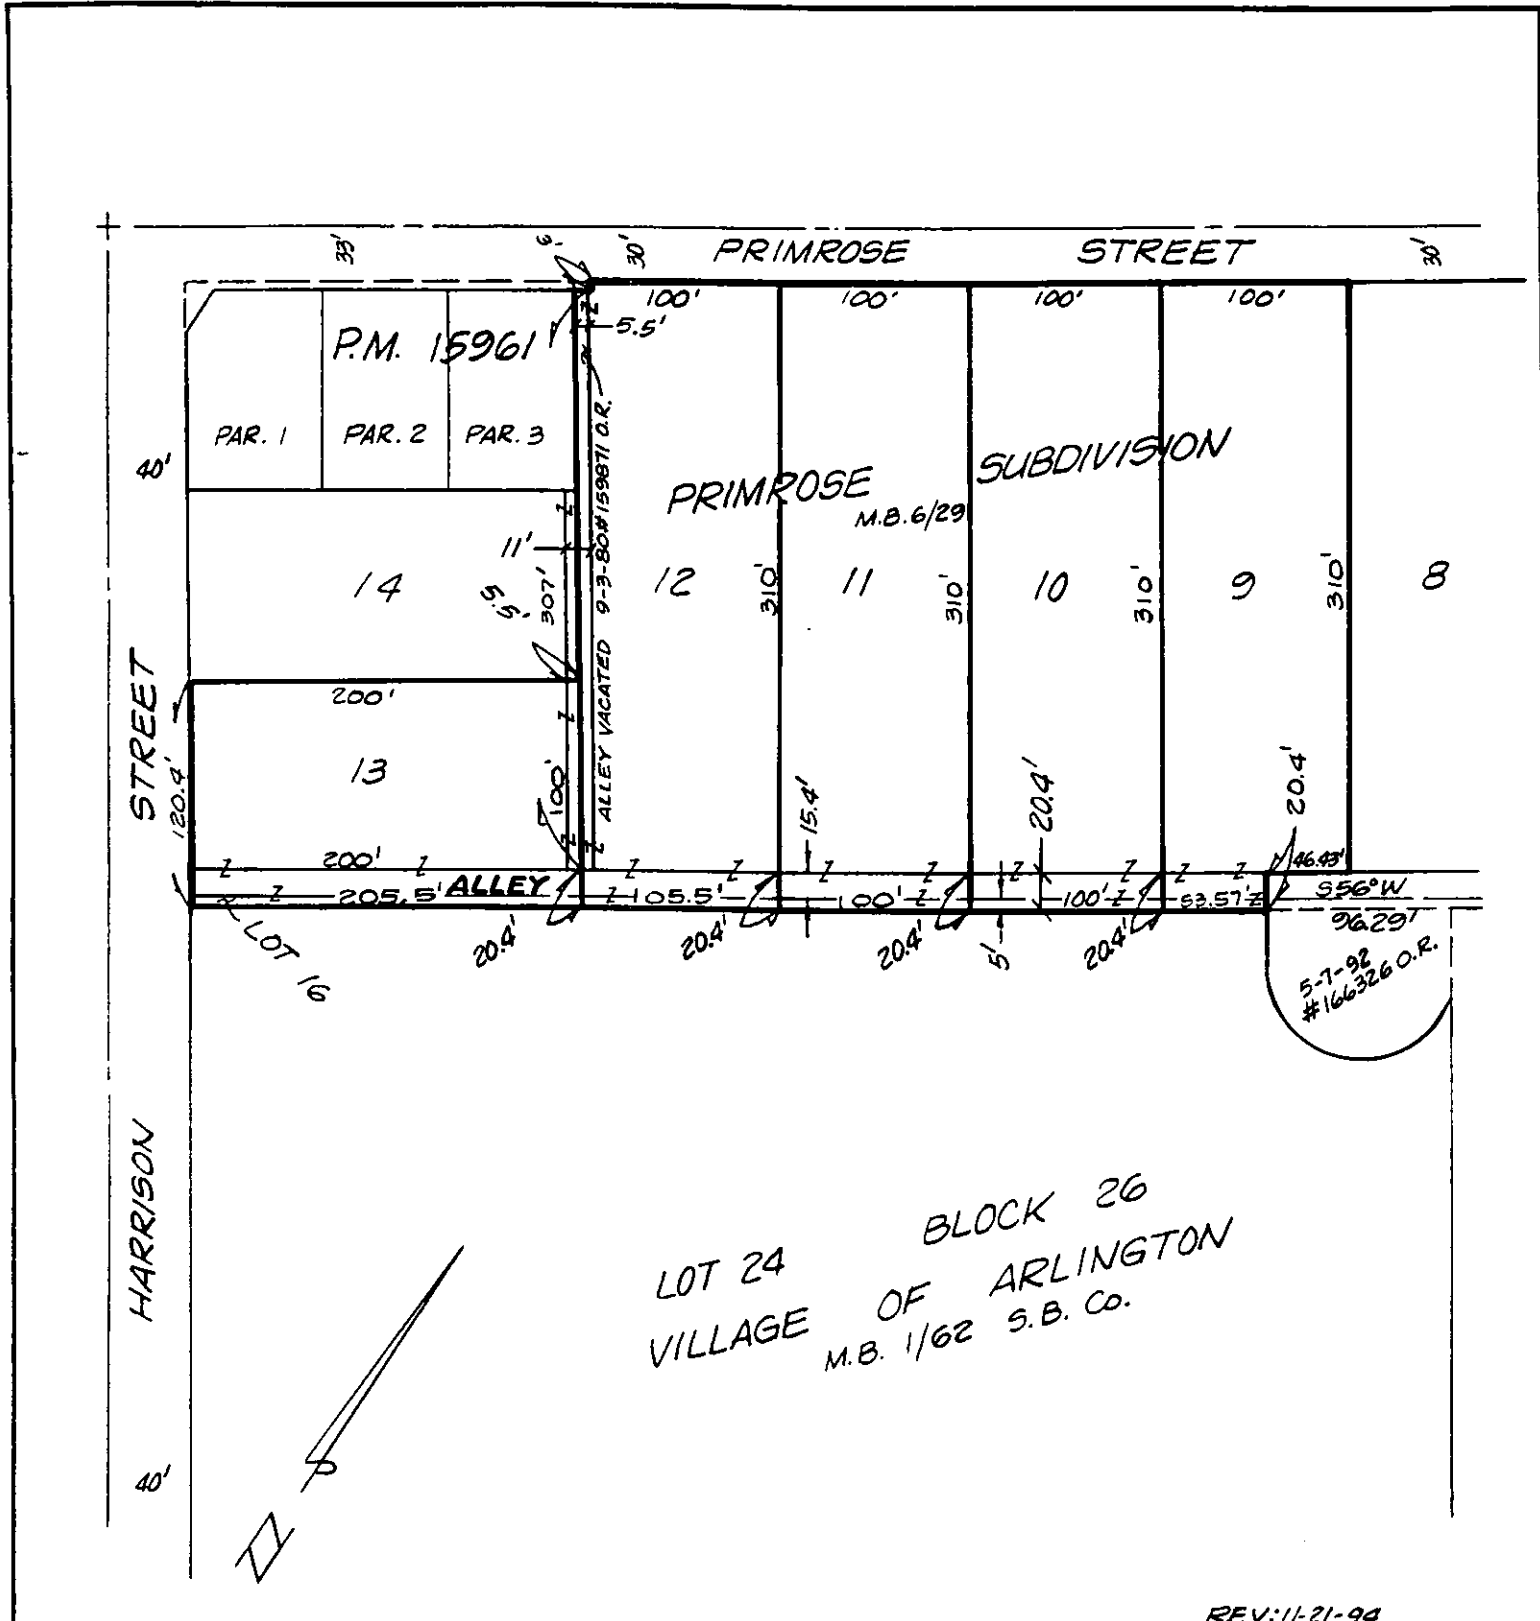 33'
3'
30'
PRIMROSE STREET
30'
100'
100'
100'
100'
5.5'
P.M. 15961
PAR. 1
PAR. 2
PAR. 3
40'
PRIMROSE SUBDIVISION
M.B. 6/29
ALLEY VACATED 9-3-80 #159871 O.R.
11'
307'
5.5'
14
12
310'
11
310'
10
310'
9
310'
8
200'
13
120.4'
100'
STREET
15.4'
20.4'
20.4'
46.43'
200'
205.5' ALLEY
105.5'
100'
100'
53.57'
S56°W
96.29'
LOT 16
20.4'
20.4'
20.4'
5'
20.4'
5-7-92
#166326 O.R.
HARRISON
BLOCK 26
LOT 24
VILLAGE OF ARLINGTON
M.B. 1/62 S.B. CO.
40'
N
REV: 11-21-94